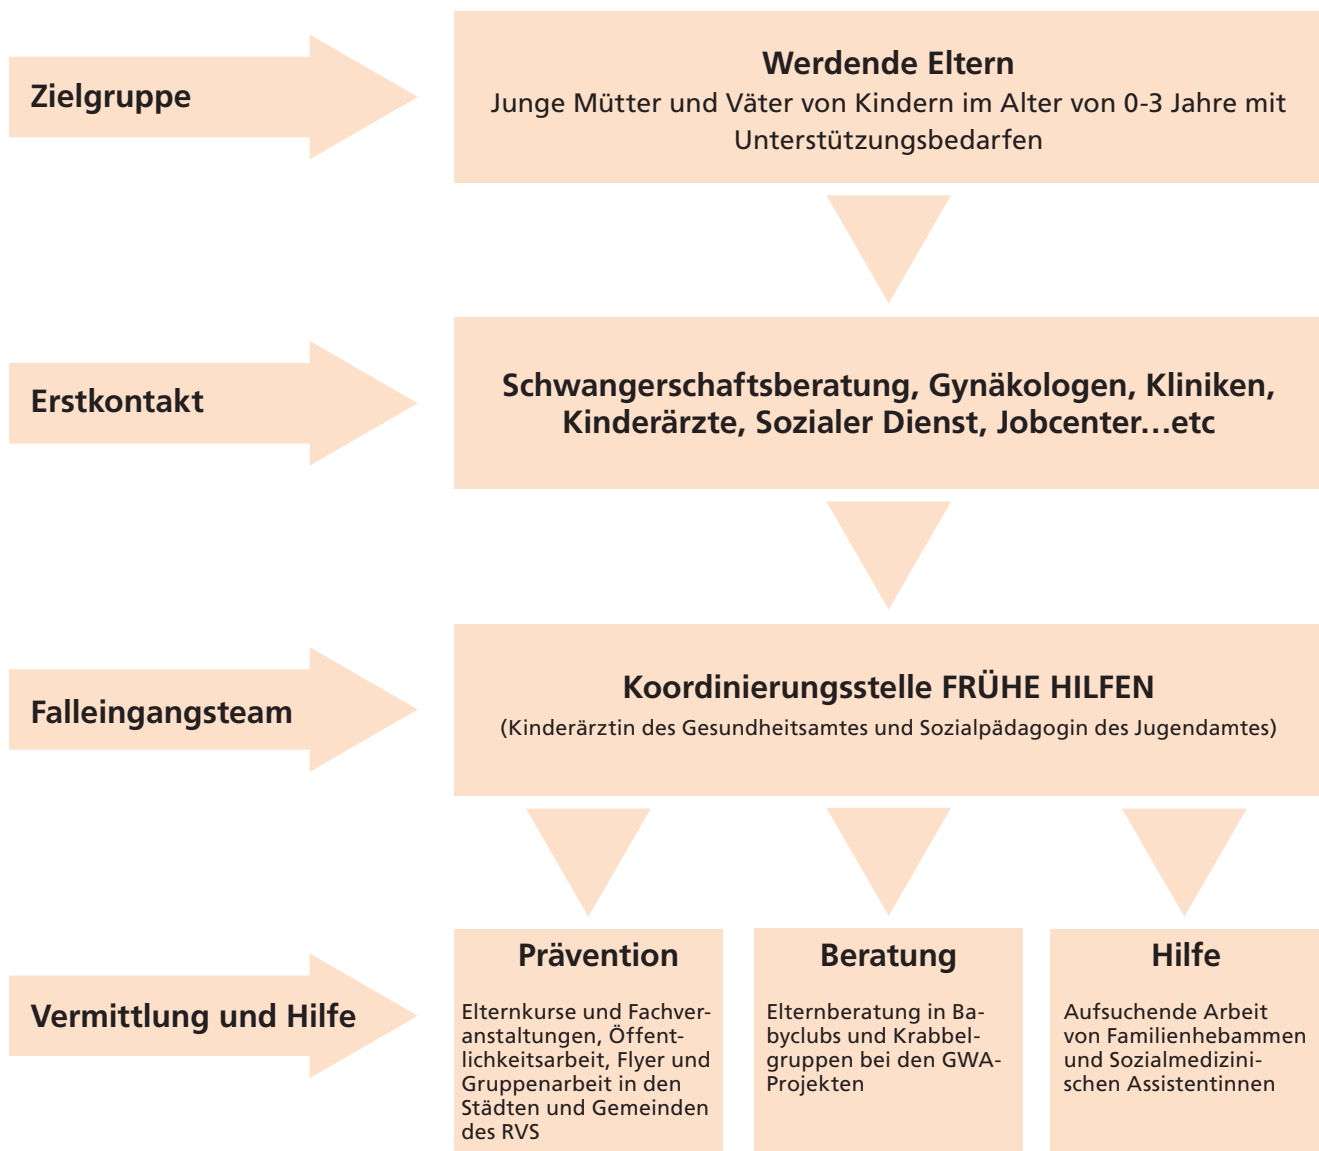 Zielgruppe
Werdende Eltern
Junge Mütter und Väter von Kindern im Alter von 0-3 Jahre mit
Unterstützungsbedarfen
Erstkontakt
Schwangerschaftsberatung, Gynäkologen, Kliniken,
Kinderärzte, Sozialer Dienst, Jobcenter...etc
Falleingangsteam
Koordinierungsstelle FRÜHE HILFEN
(Kinderärztin des Gesundheitsamtes und Sozialpädagogin des Jugendamtes)
Vermittlung und Hilfe
Prävention
Elternkurse und Fachver-
anstaltungen, Öffent-
lichkeitsarbeit, Flyer und
Gruppenarbeit in den
Städten und Gemeinden
des RVS
Beratung
Elternberatung in Ba-
byclubs und Krabbel-
gruppen bei den GWA-
Projekten
Hilfe
Aufsuchende Arbeit
von Familienhebammen
und Sozialmedizini-
schen Assistentinnen